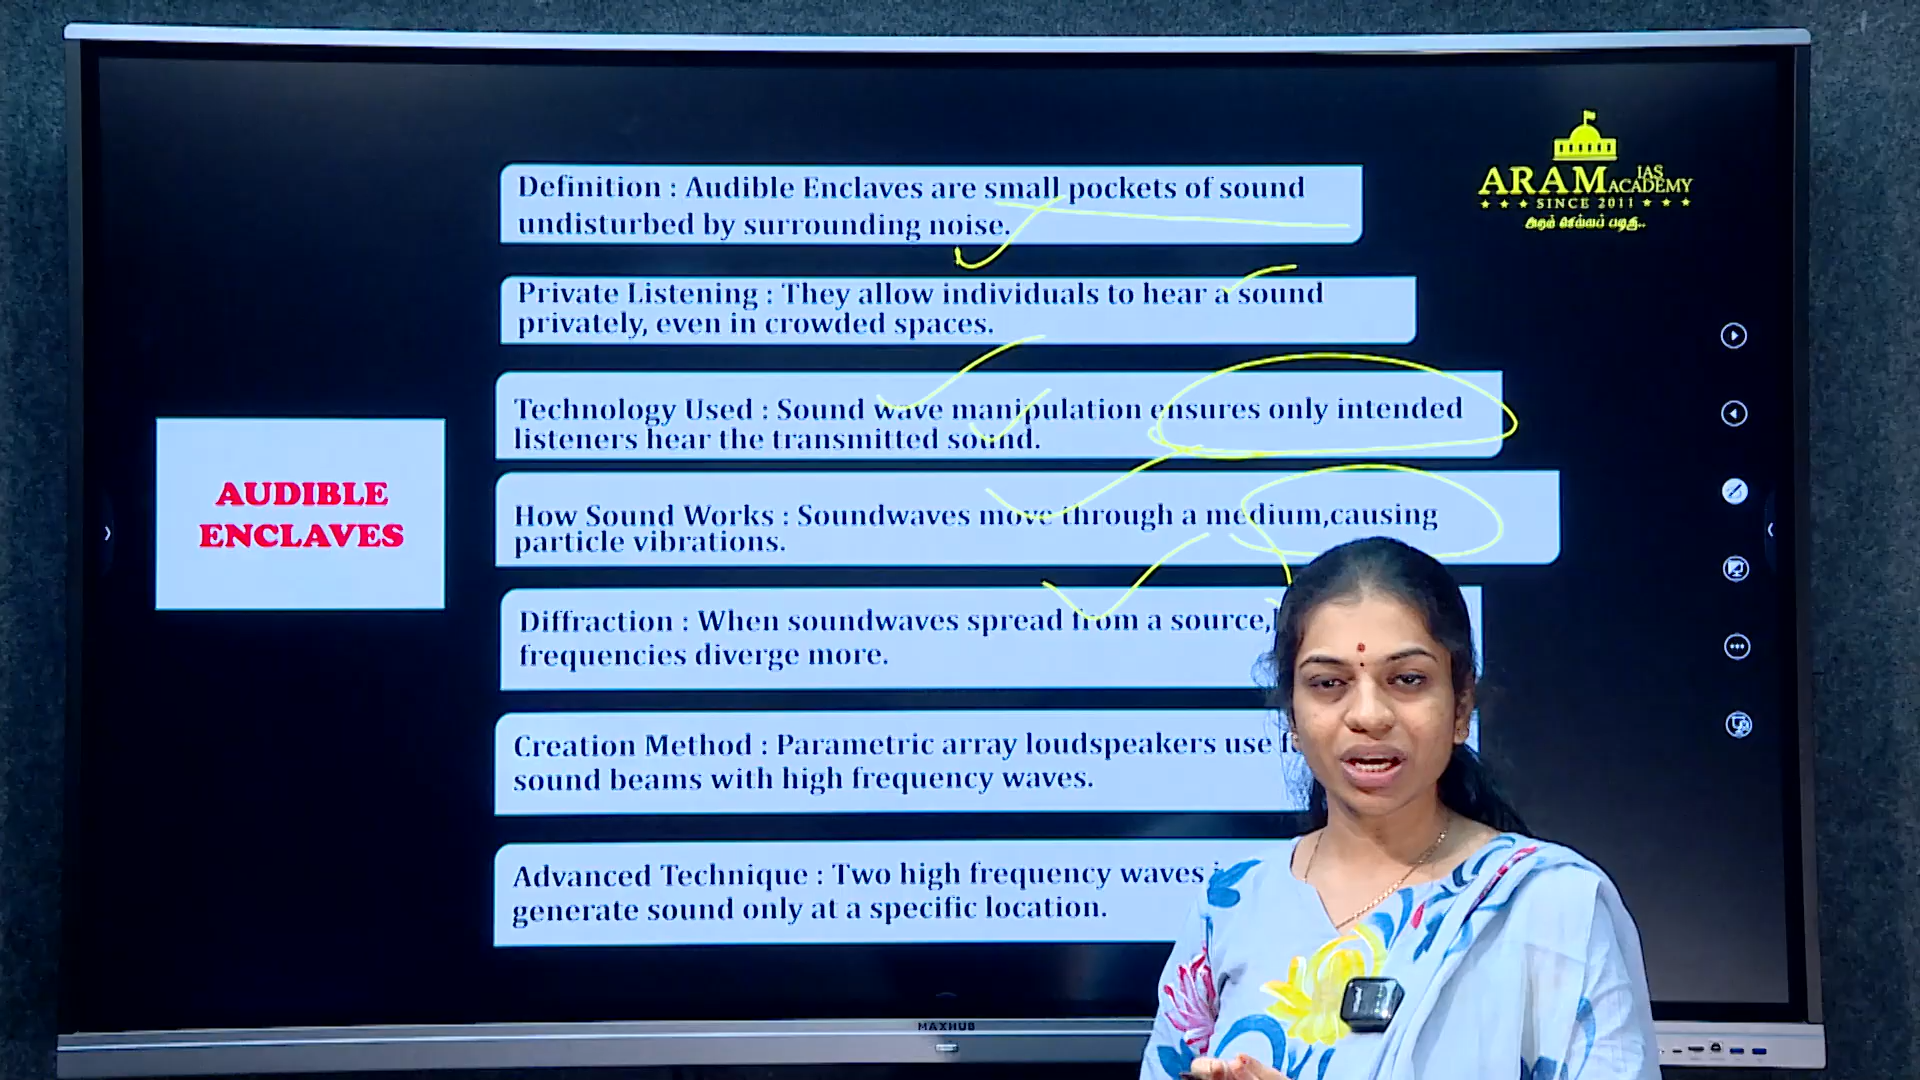 IAS
ARAM ACADEMY
SINCE 2011
அறம் செய்யப் படிக்கு..
Definition : Audible Enclaves are small pockets of sound
undisturbed by surrounding noise.
Private Listening : They allow individuals to hear a sound
privately, even in crowded spaces.
Technology Used : Sound wave manipulation ensures only intended
listeners hear the transmitted sound.
AUDIBLE
ENCLAVES
How Sound Works : Soundwaves move through a medium,causing
particle vibrations.
Diffraction : When soundwaves spread from a source,
frequencies diverge more.
Creation Method : Parametric array loudspeakers use
sound beams with high frequency waves.
Advanced Technique : Two high frequency waves
generate sound only at a specific location.
MAXHUB